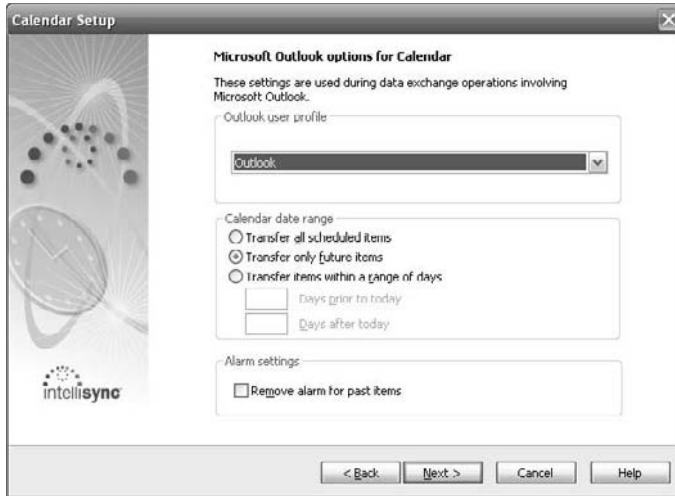 Calendar Setup
Microsoft Outlook options for Calendar
These settings are used during data exchange operations involving
Microsoft Outlook.
Outlook user profile
Outlook
Calendar date range
Transfer all scheduled items
Transfer only future items
Transfer items within a range of days
Days prior to today
Days after today
Alarm settings
Remove alarm for past items
intellisync
< Back
Next >
Cancel
Help